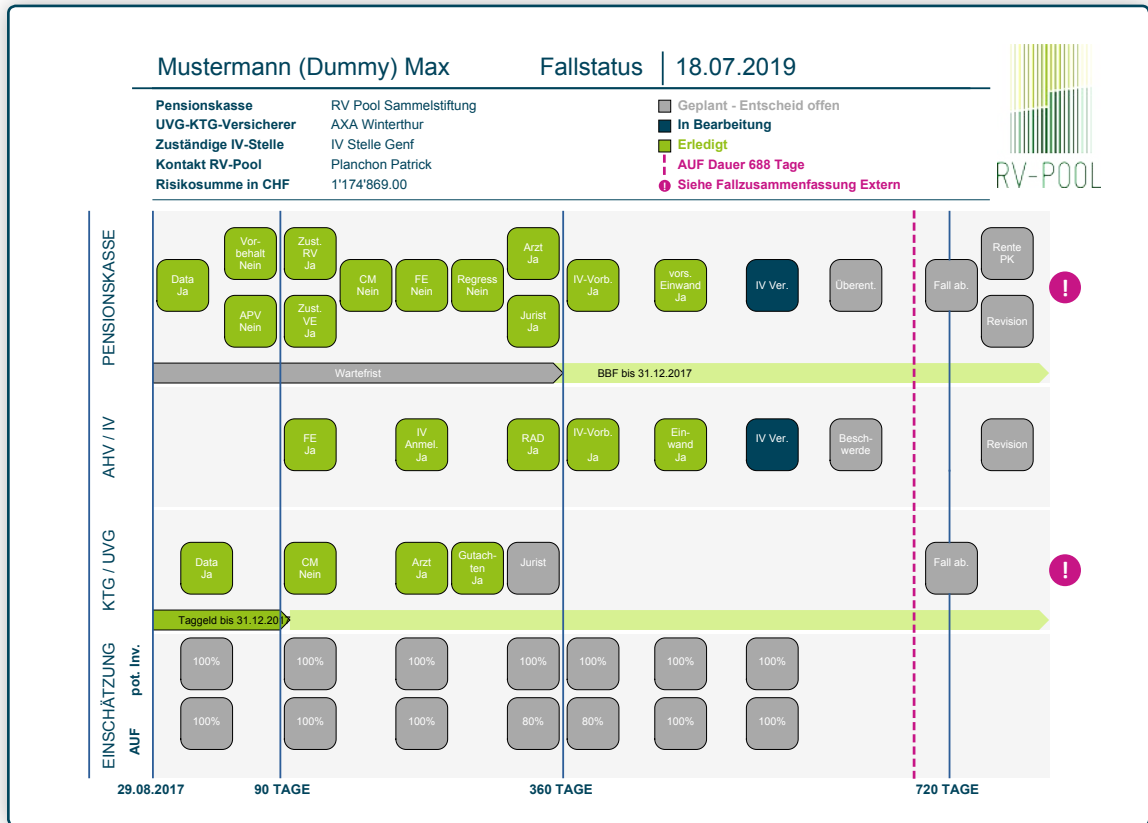 Mustermann (Dummy) Max Fallstatus 18.07.2019
Pensionskasse RV Pool Sammelstiftung
UVG-KTG-Versicherer AXA Winterthur
Zuständige IV-Stelle IV Stelle Genf
Kontakt RV-Pool Planchon Patrick
Risikosumme in CHF 1'174'869.00
Geplant - Entscheid offen
In Bearbeitung
Erledigt
AUF Dauer 688 Tage
! Siehe Fallzusammenfassung Extern
RV-POOL
PENSIONSKASSE
Data
Ja
Vor-
behalt
Nein
APV
Nein
Zust.
RV
Ja
Zust.
VE
Ja
CM
Nein
FE
Nein
Regress
Nein
Arzt
Ja
Jurist
Ja
IV-Vorb.
Ja
vors.
Einwand
Ja
IV Ver.
Überent.
Fall ab.
Rente
PK
Revision
!
Wartefrist
BBF bis 31.12.2017
AHV / IV
FE
Ja
IV
Anmel.
Ja
RAD
Ja
IV-Vorb.
Ja
Ein-
wand
Ja
IV Ver.
Besch-
werde
Revision
KTG / UVG
Data
Ja
CM
Nein
Arzt
Ja
Gutach-
ten
Ja
Jurist
Fall ab.
!
Taggeld bis 31.12.2017
EINSCHÄTZUNG
pot. Inv.
100% 100% 100% 100% 100% 100% 100%
AUF
100% 100% 100% 80% 80% 100% 100%
29.08.2017 90 TAGE 360 TAGE 720 TAGE